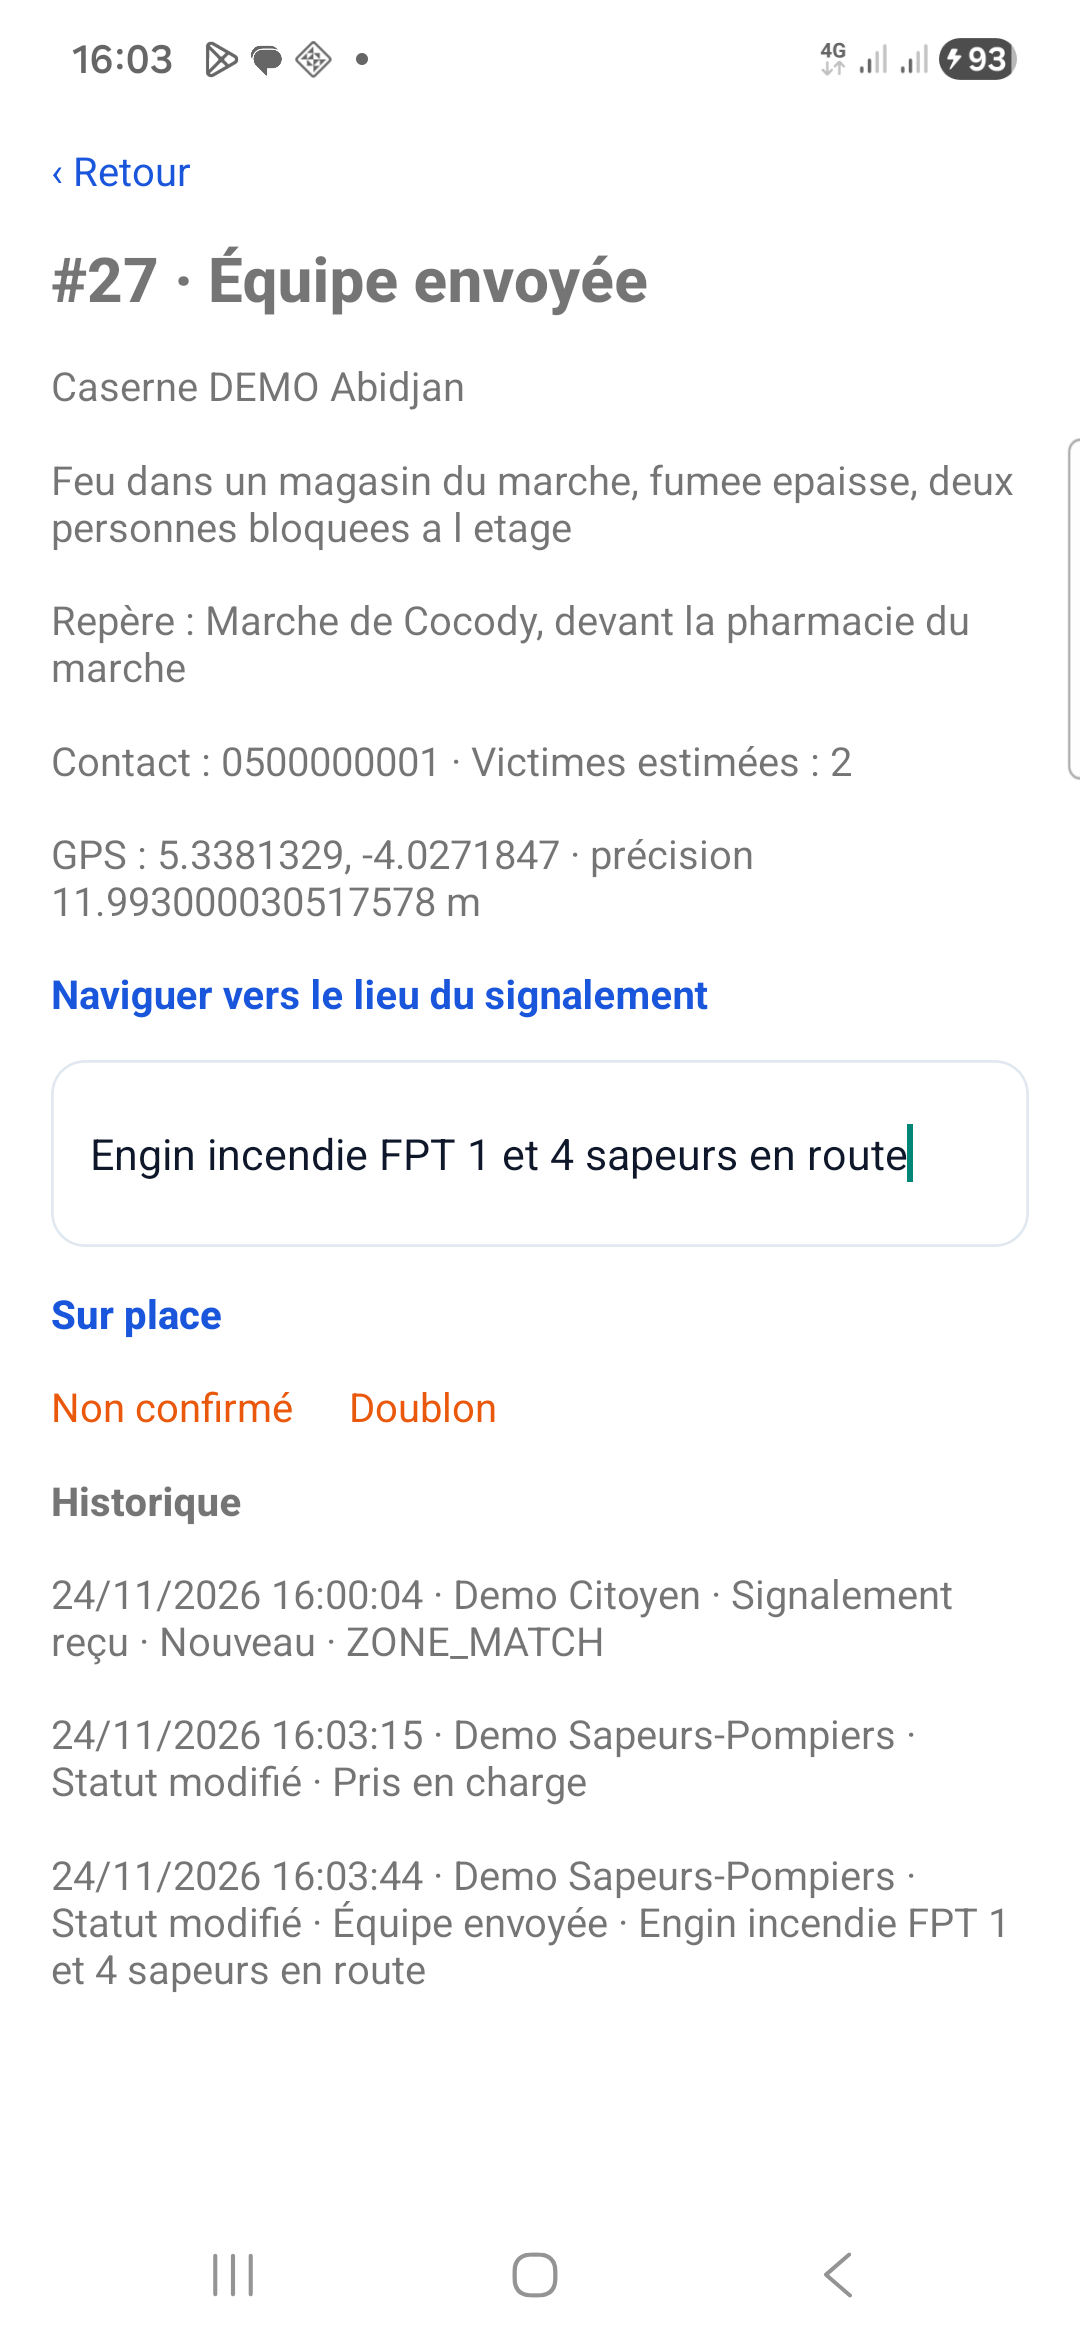 16:03
4G
93
‹ Retour
#27 · Équipe envoyée
Caserne DEMO Abidjan
Feu dans un magasin du marche, fumee epaisse, deux
personnes bloquees a l etage
Repère : Marche de Cocody, devant la pharmacie du
marche
Contact : 0500000001 · Victimes estimées : 2
GPS : 5.3381329, -4.0271847 · précision
11.993000030517578 m
Naviguer vers le lieu du signalement
Engin incendie FPT 1 et 4 sapeurs en route
Sur place
Non confirmé Doublon
Historique
24/11/2026 16:00:04 · Demo Citoyen · Signalement
reçu · Nouveau · ZONE_MATCH
24/11/2026 16:03:15 · Demo Sapeurs-Pompiers ·
Statut modifié · Pris en charge
24/11/2026 16:03:44 · Demo Sapeurs-Pompiers ·
Statut modifié · Équipe envoyée · Engin incendie FPT 1
et 4 sapeurs en route